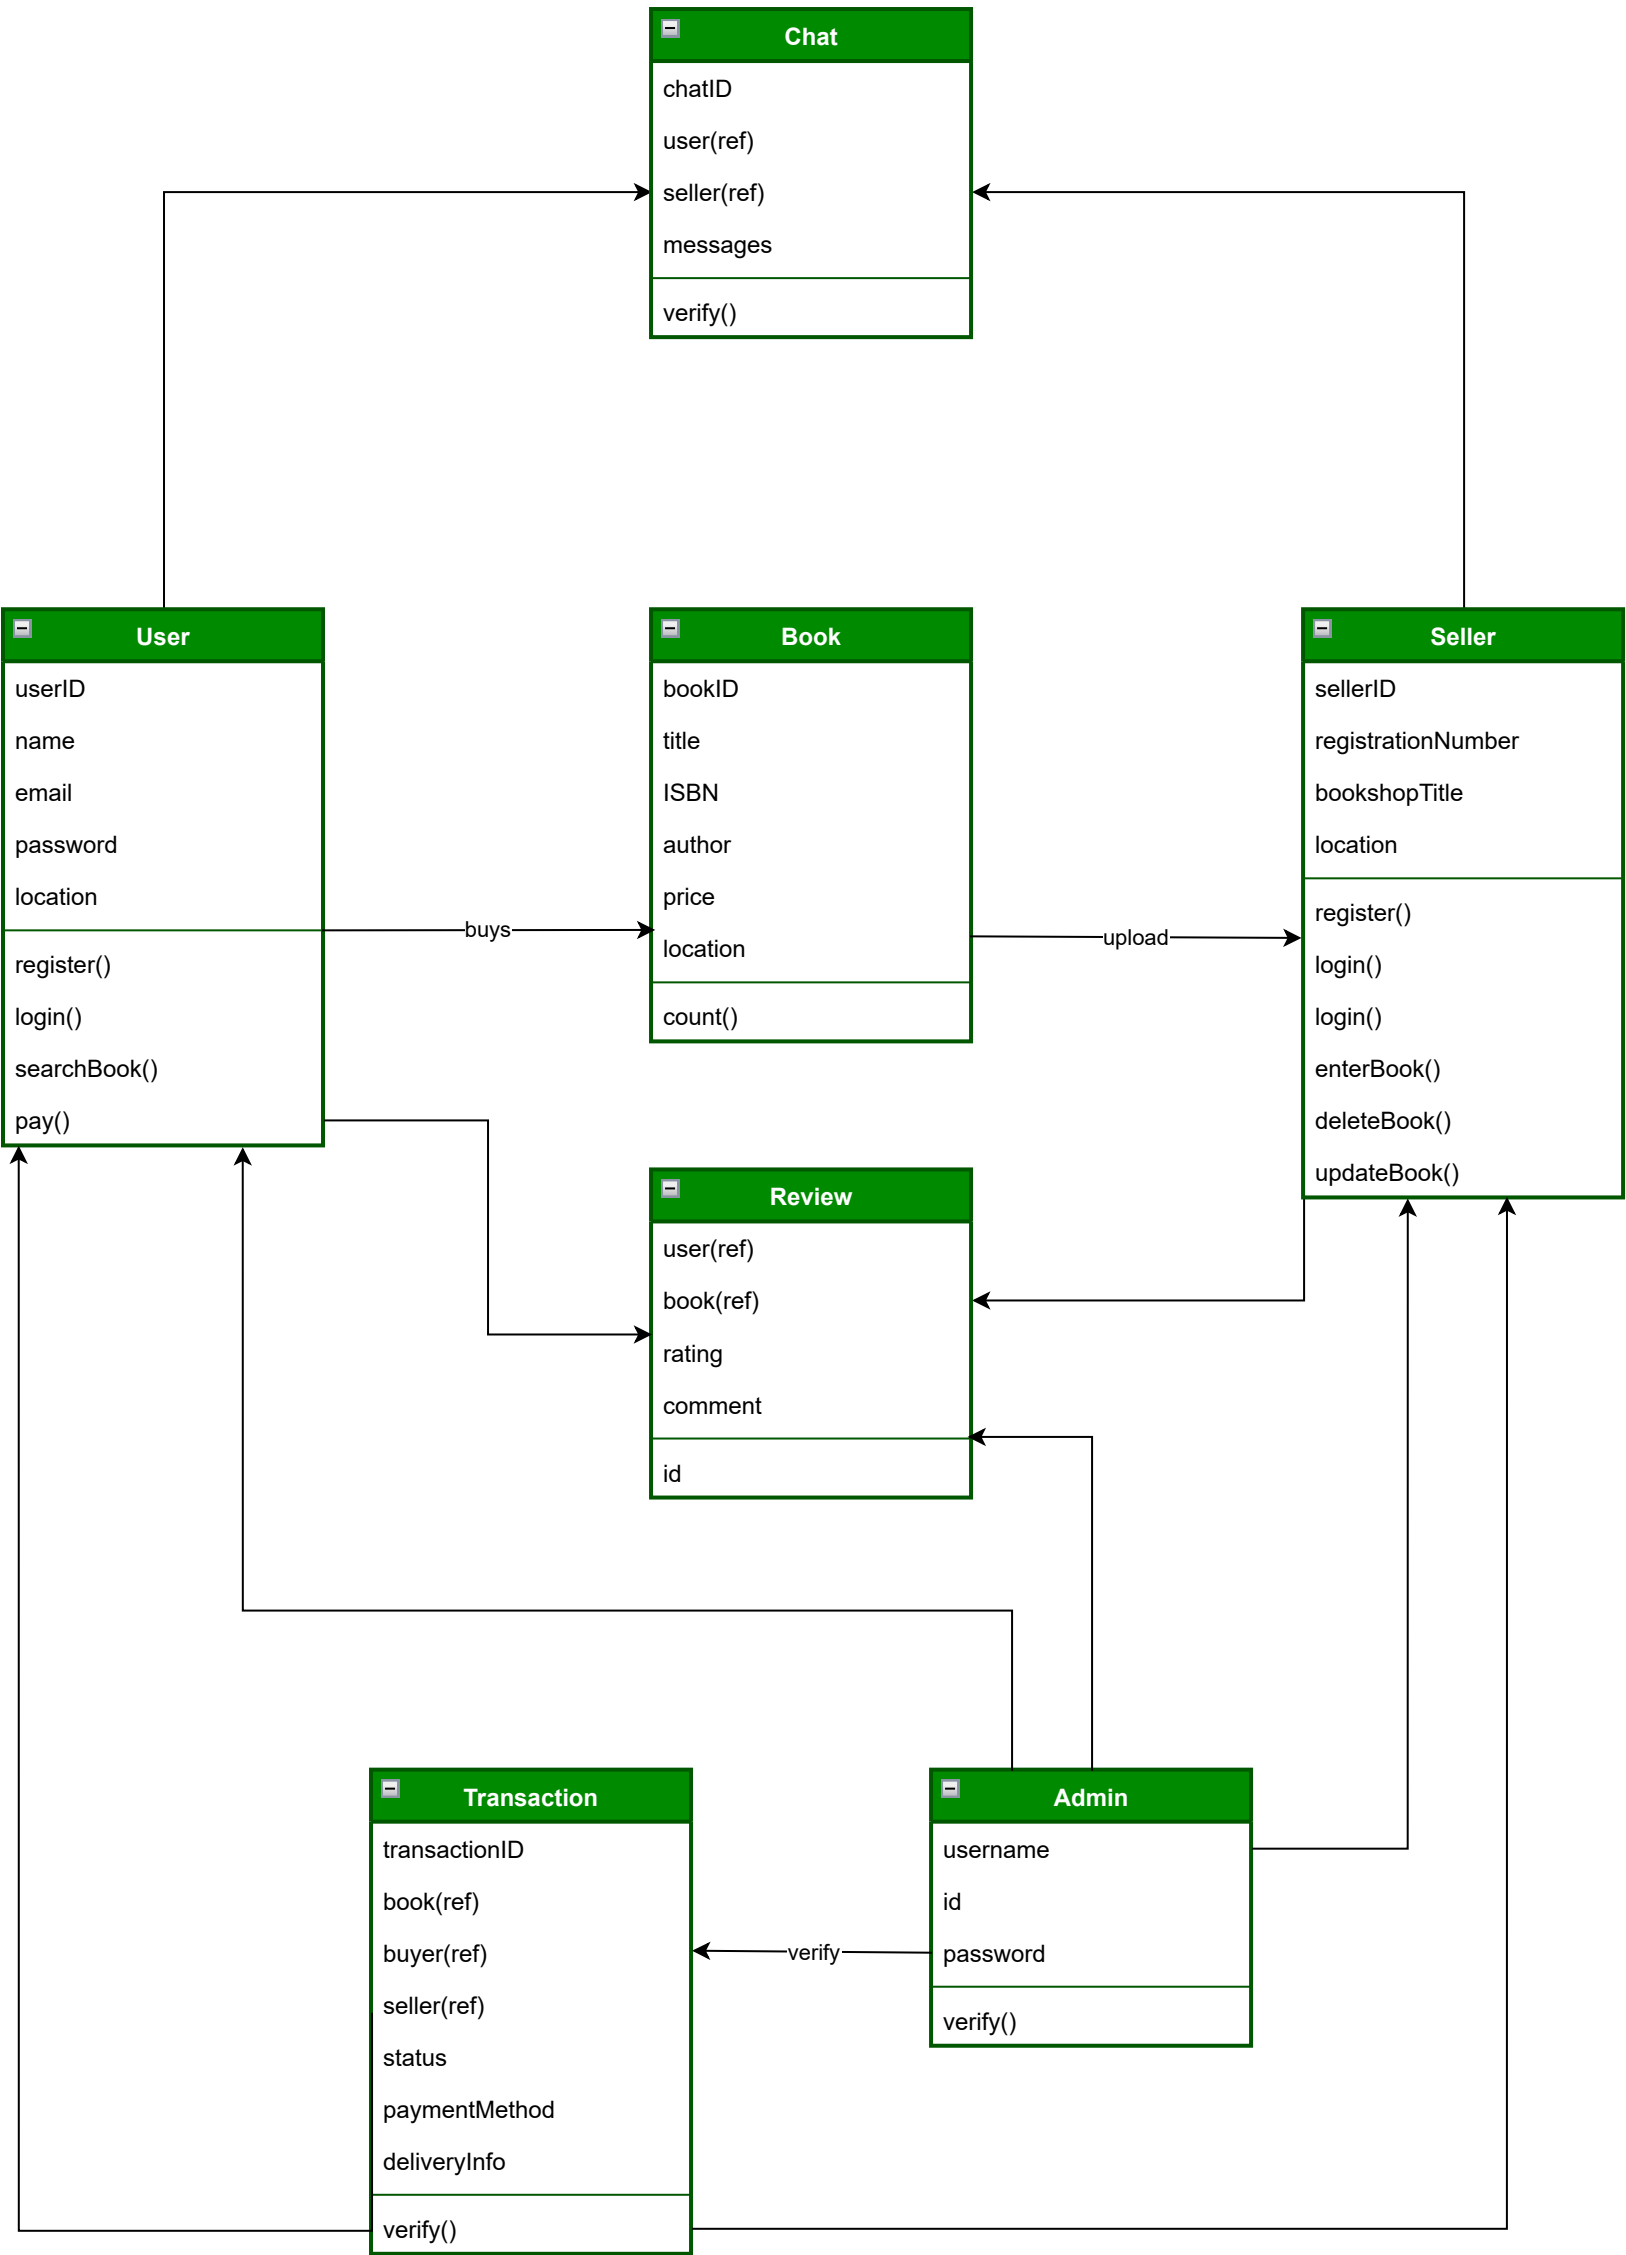 Chat
chatID
user(ref)
seller(ref)
messages
verify()
User
userID
name
email
password
location
register()
login()
searchBook()
pay()
buys
Book
bookID
title
ISBN
author
price
location
count()
upload
Seller
sellerID
registrationNumber
bookshopTitle
location
register()
login()
login()
enterBook()
deleteBook()
updateBook()
Review
user(ref)
book(ref)
rating
comment
id
Transaction
transactionID
book(ref)
buyer(ref)
seller(ref)
status
paymentMethod
deliveryInfo
verify()
verify
Admin
username
id
password
verify()